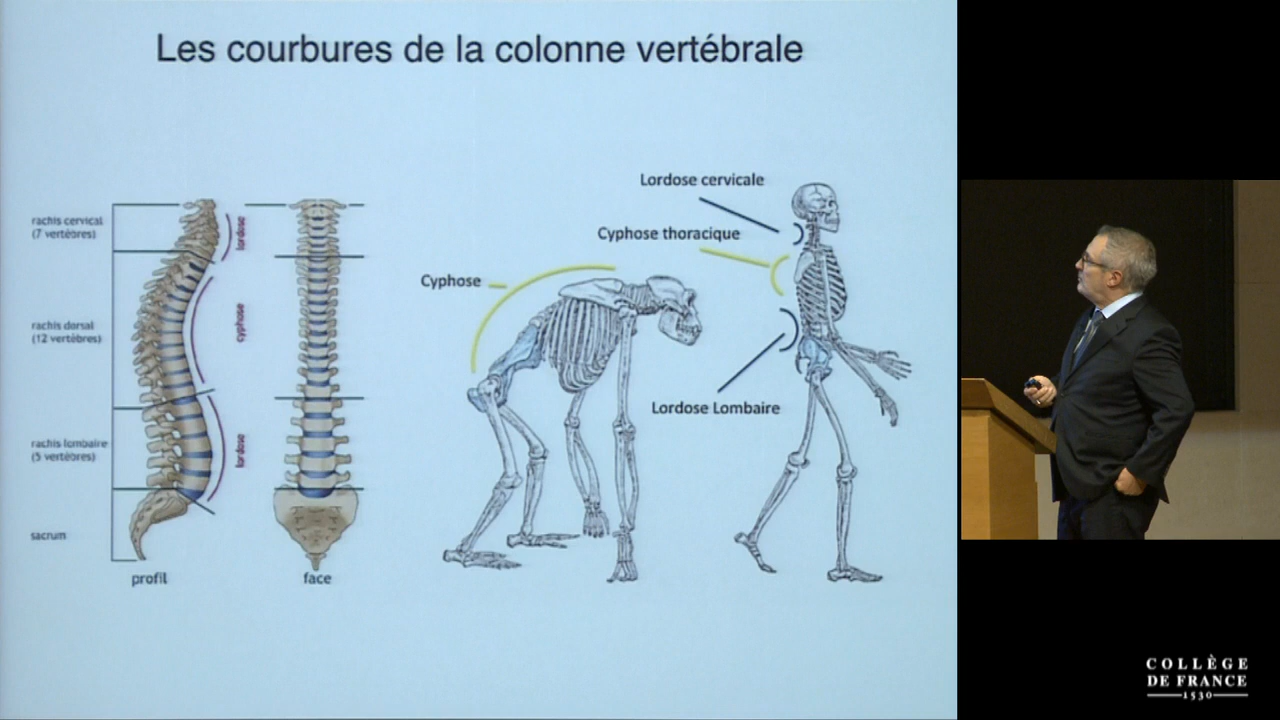 Les courbures de la colonne vertébrale
rachis cervical
(7 vertèbres)
lordose
rachis dorsal
(12 vertèbres)
cyphose
rachis lombaire
(5 vertèbres)
lordose
sacrum
profil
face
Cyphose
Lordose cervicale
Cyphose thoracique
Lordose Lombaire
COLLÈGE
DE FRANCE
1530